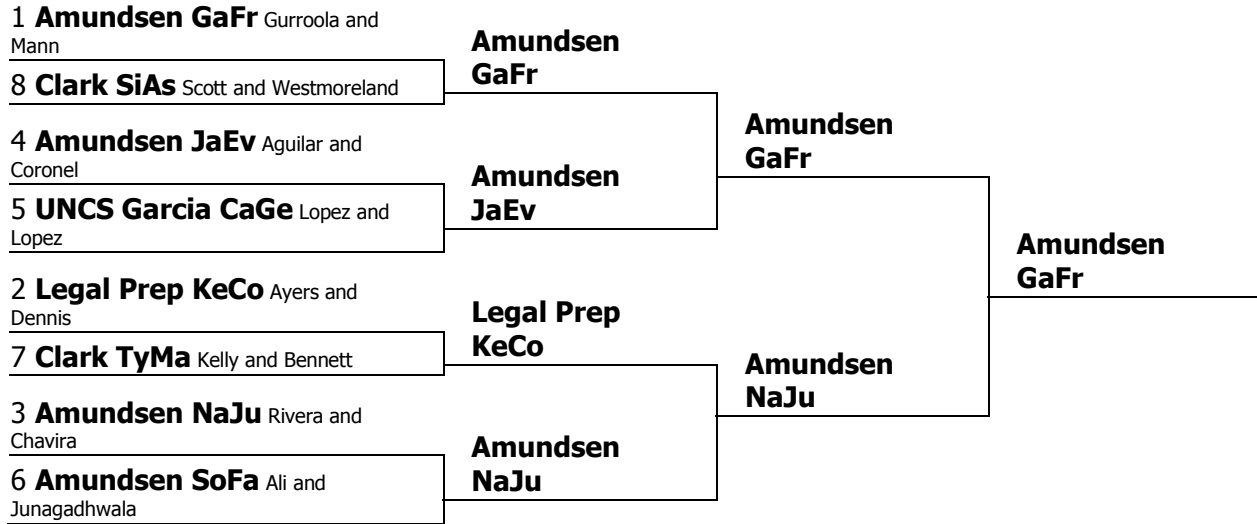 1 Amundsen GaFr Gurroola and
Mann
8 Clark SiAs Scott and Westmoreland
4 Amundsen JaEv Aguilar and
Coronel
5 UNCS Garcia CaGe Lopez and
Lopez
2 Legal Prep KeCo Ayers and
Dennis
7 Clark TyMa Kelly and Bennett
3 Amundsen NaJu Rivera and
Chavira
6 Amundsen SoFa Ali and
Junagadhwala
Amundsen
GaFr
Amundsen
JaEv
Legal Prep
KeCo
Amundsen
NaJu
Amundsen
GaFr
Amundsen
NaJu
Amundsen
GaFr